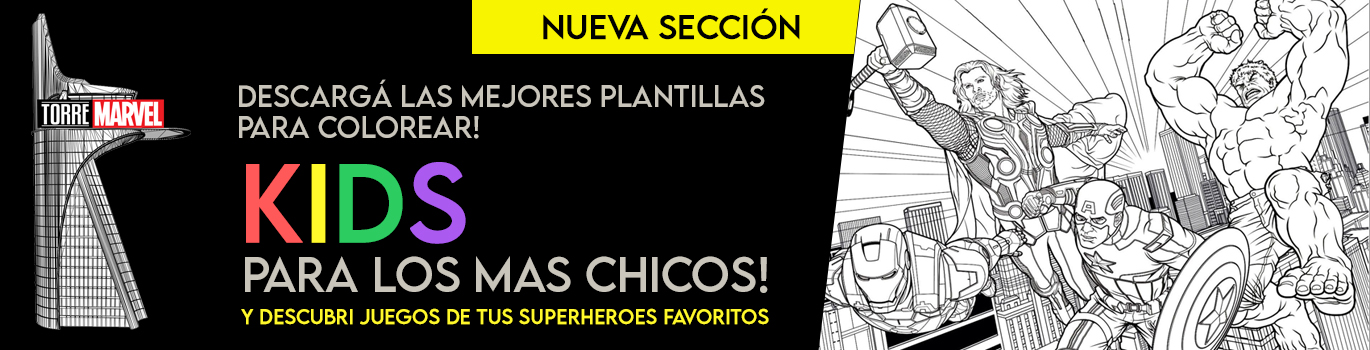 NUEVA SECCIÓN
TORRE MARVEL
DESCARGÁ LAS MEJORES PLANTILLAS
PARA COLOREAR!
KIDS
PARA LOS MAS CHICOS!
Y DESCUBRI JUEGOS DE TUS SUPERHEROES FAVORITOS
A